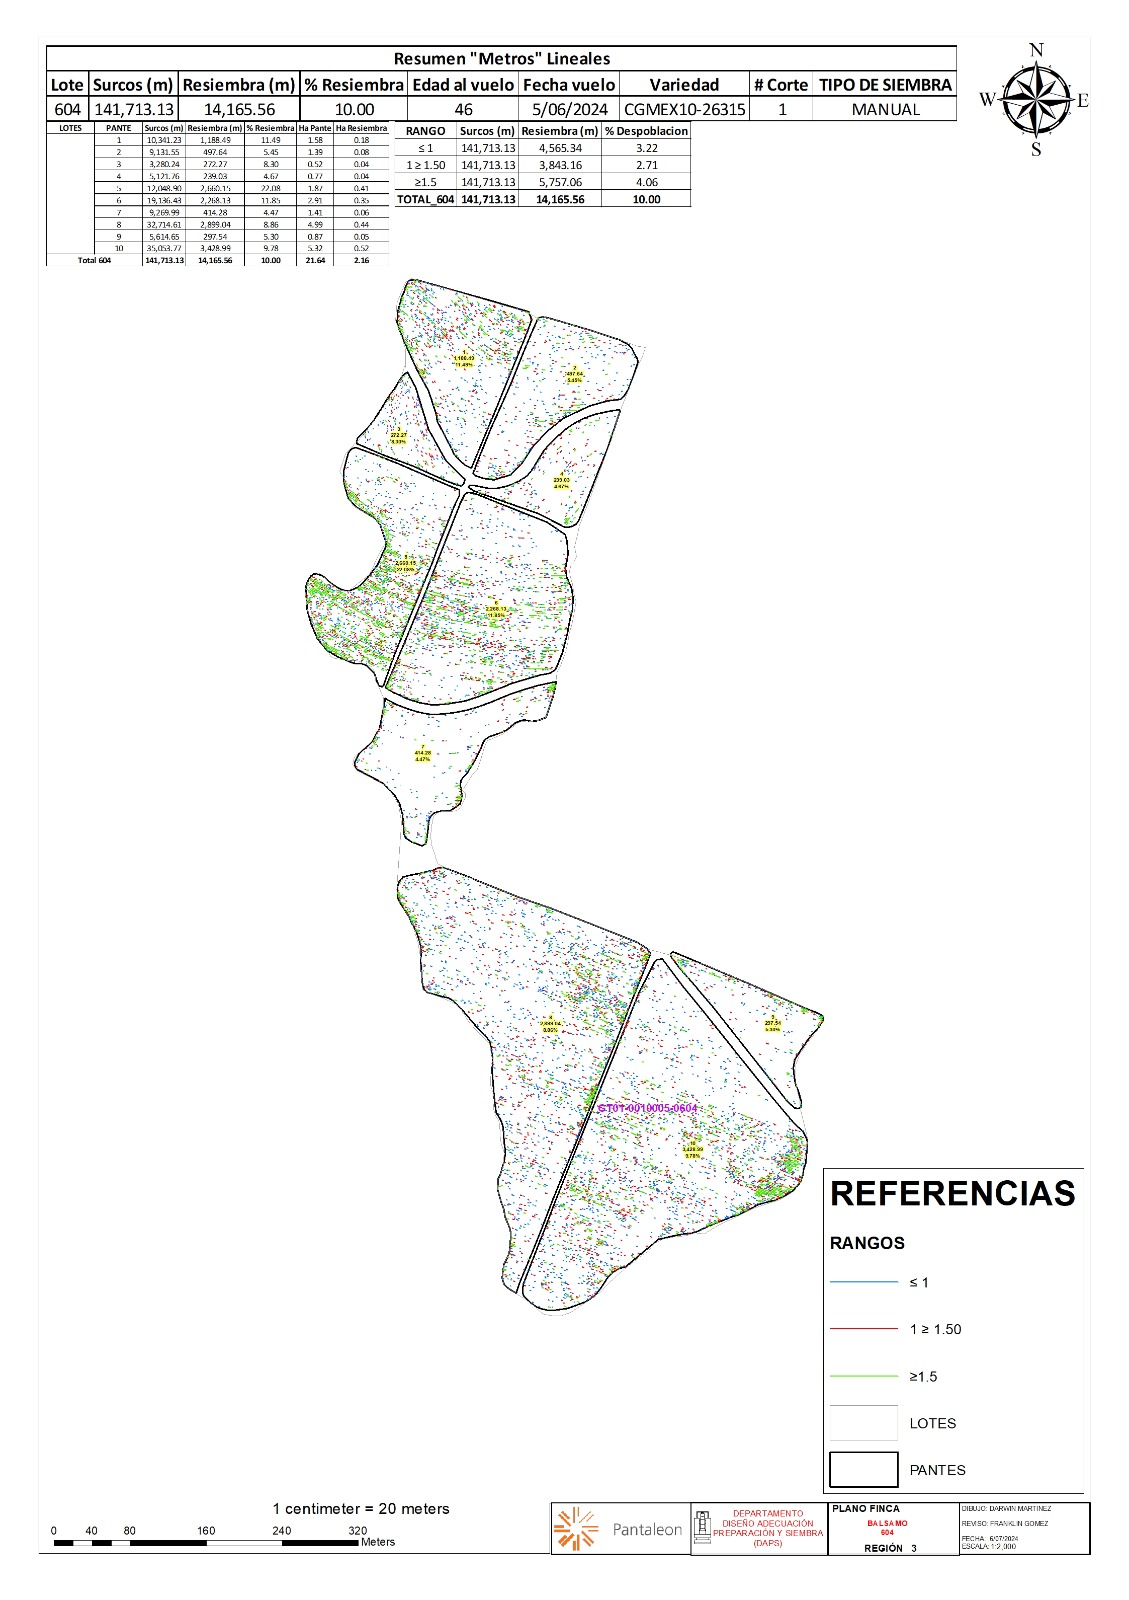 Resumen "Metros" Lineales
Lote Surcos (m) Resiembra (m) % Resiembra Edad al vuelo Fecha vuelo Variedad # Corte TIPO DE SIEMBRA
604 141,713.13 14,165.56 10.00 46 5/06/2024 CGMEX10-26315 1 MANUAL
LOTES PANTE Surcos (m) Resiembra (m) % Resiembra Ha Pante Ha Resiembra
1 10,341.23 1,188.49 11.49 1.58 0.18
2 9,131.55 497.64 5.45 1.39 0.08
3 3,280.24 272.27 8.30 0.52 0.04
4 5,121.76 239.03 4.67 0.77 0.04
5 12,048.90 2,660.15 22.08 1.87 0.41
6 19,136.43 2,268.13 11.85 2.91 0.35
7 9,269.99 414.28 4.47 1.41 0.06
8 32,714.61 2,899.04 8.86 4.99 0.44
9 5,614.65 297.54 5.30 0.87 0.05
10 35,053.77 3,428.99 9.78 5.32 0.52
Total 604 141,713.13 14,165.56 10.00 21.64 2.16
RANGO Surcos (m) Resiembra (m) % Despoblacion
≤ 1 141,713.13 4,565.34 3.22
1 ≥ 1.50 141,713.13 3,843.16 2.71
≥1.5 141,713.13 5,757.06 4.06
TOTAL_604 141,713.13 14,165.56 10.00
N
W E
S
1
1,188.49
11.49%
2
497.64
5.45%
3
272.27
8.30%
4
239.03
4.67%
5
2,660.15
22.08%
6
2,268.13
11.85%
7
414.28
4.47%
8
2,899.04
8.86%
9
297.54
5.30%
GT01-0010005-0604
10
3,428.99
9.78%
REFERENCIAS
RANGOS
≤ 1
1 ≥ 1.50
≥1.5
LOTES
PANTES
1 centimeter = 20 meters
0 40 80 160 240 320
Meters
Pantaleon
DEPARTAMENTO
DISEÑO ADECUACIÓN
PREPARACIÓN Y SIEMBRA
(DAPS)
PLANO FINCA
BALSAMO
604
REGIÓN 3
DIBUJO: DARWIN MARTINEZ
REVISO: FRANKLIN GOMEZ
FECHA: 6/07/2024
ESCALA: 1:2,000